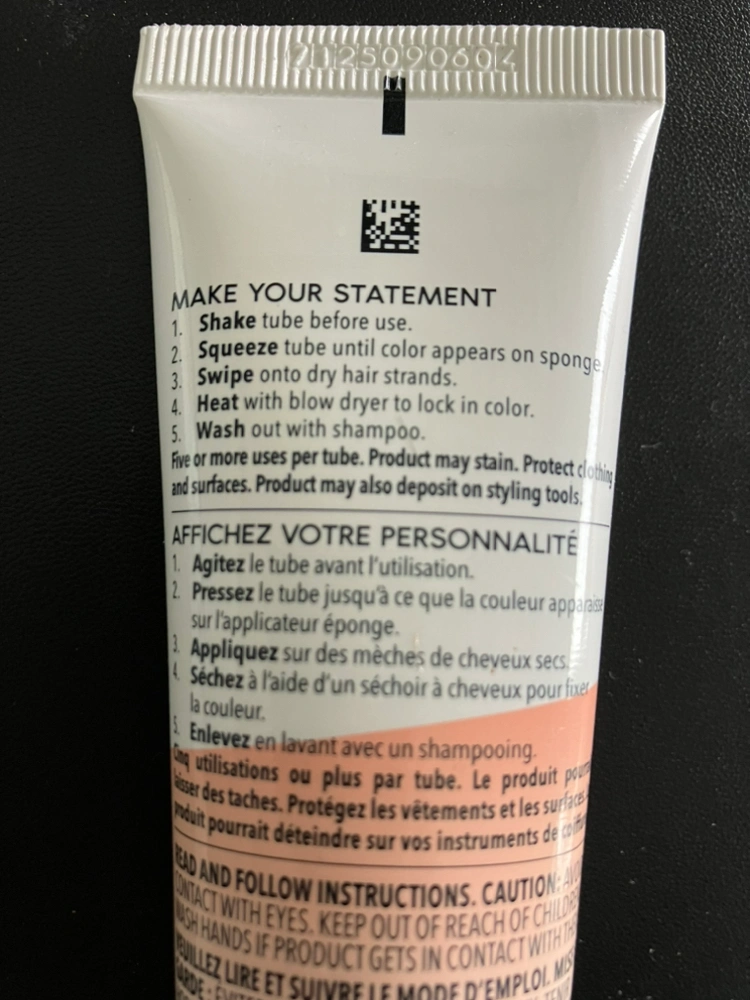 71125090604
MAKE YOUR STATEMENT
1. Shake tube before use.
2. Squeeze tube until color appears on sponge.
3. Swipe onto dry hair strands.
4. Heat with blow dryer to lock in color.
5. Wash out with shampoo.
Five or more uses per tube. Product may stain. Protect clothing
and surfaces. Product may also deposit on styling tools.
AFFICHEZ VOTRE PERSONNALITÉ
1. Agitez le tube avant l'utilisation.
2. Pressez le tube jusqu'à ce que la couleur apparaisse
sur l'applicateur éponge.
3. Appliquez sur des mèches de cheveux secs.
4. Séchez à l'aide d'un séchoir à cheveux pour fixer
la couleur.
5. Enlevez en lavant avec un shampooing.
Cinq utilisations ou plus par tube. Le produit
laisser des taches. Protégez les vêtements et les surfaces.
produit pourrait déteindre sur vos instruments de
READ AND FOLLOW INSTRUCTIONS. CAUTION:
CONTACT WITH EYES. KEEP OUT OF REACH OF
WASH HANDS IF PRODUCT GETS IN CONTACT WITH
VEUILLEZ LIRE ET SUIVRE LE MODE D'EMPLOI.